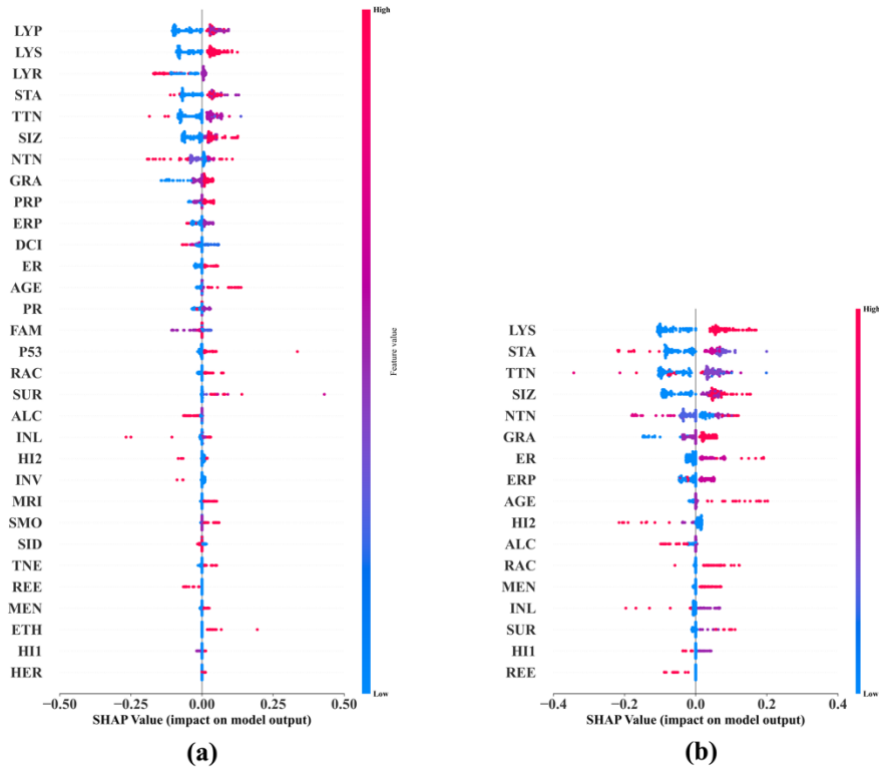 High
LYP
LYS
LYR
STA
TTN
SIZ
NTN
GRA
PRP
ERP
DCI
ER
AGE
PR
FAM
P53
RAC
SUR
ALC
INL
HI2
INV
MRI
SMO
SID
TNE
REE
MEN
ETH
HI1
HER
Feature value
Low
−0.50 −0.25 0.00 0.25 0.50
SHAP Value (impact on model output)
(a)
High
LYS
STA
TTN
SIZ
NTN
GRA
ER
ERP
AGE
HI2
ALC
RAC
MEN
INL
SUR
HI1
REE
Low
−0.4 −0.2 0.0 0.2 0.4
SHAP Value (impact on model output)
(b)